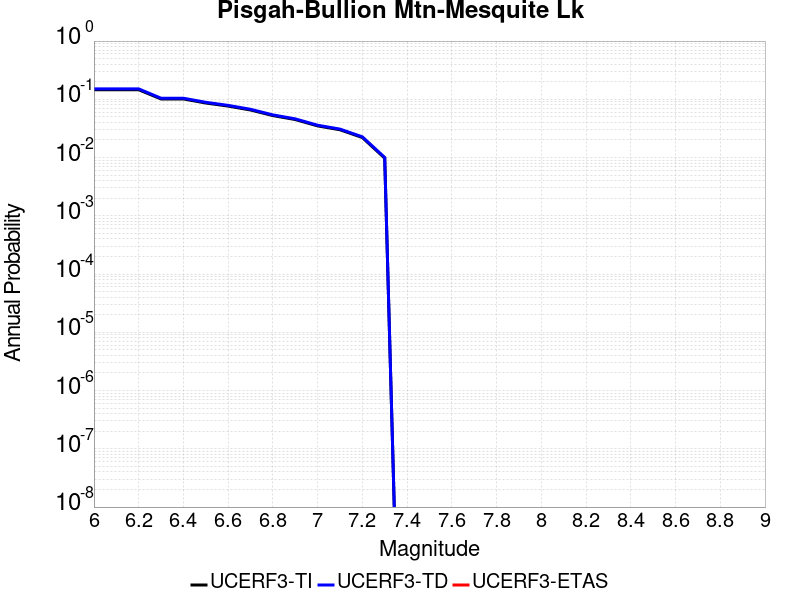 Pisgah-Bullion Mtn-Mesquite Lk
10^0
10^-1
10^-2
10^-3
10^-4
10^-5
10^-6
10^-7
10^-8
Annual Probability
6 6.2 6.4 6.6 6.8 7 7.2 7.4 7.6 7.8 8 8.2 8.4 8.6 8.8 9
Magnitude
UCERF3-TI UCERF3-TD UCERF3-ETAS